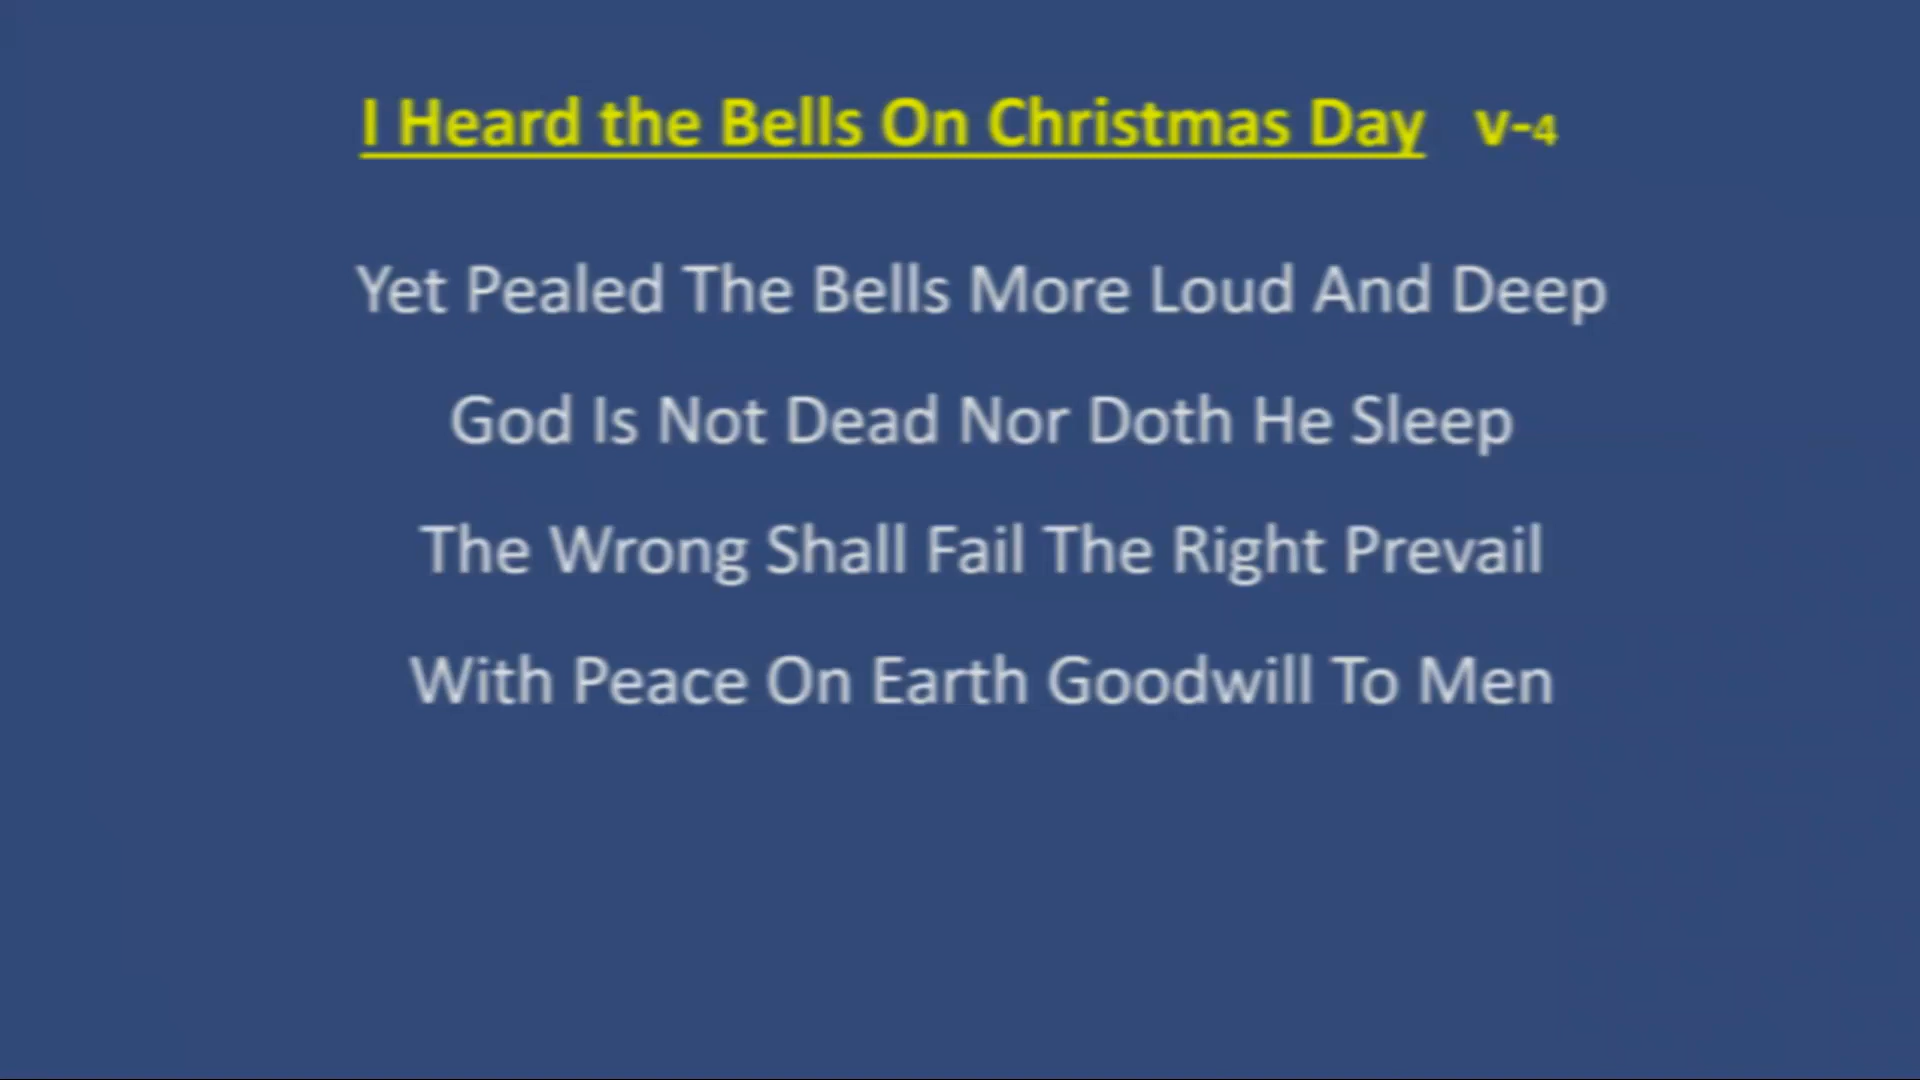 I Heard the Bells On Christmas Day v-4
Yet Pealed The Bells More Loud And Deep
God Is Not Dead Nor Doth He Sleep
The Wrong Shall Fail The Right Prevail
With Peace On Earth Goodwill To Men